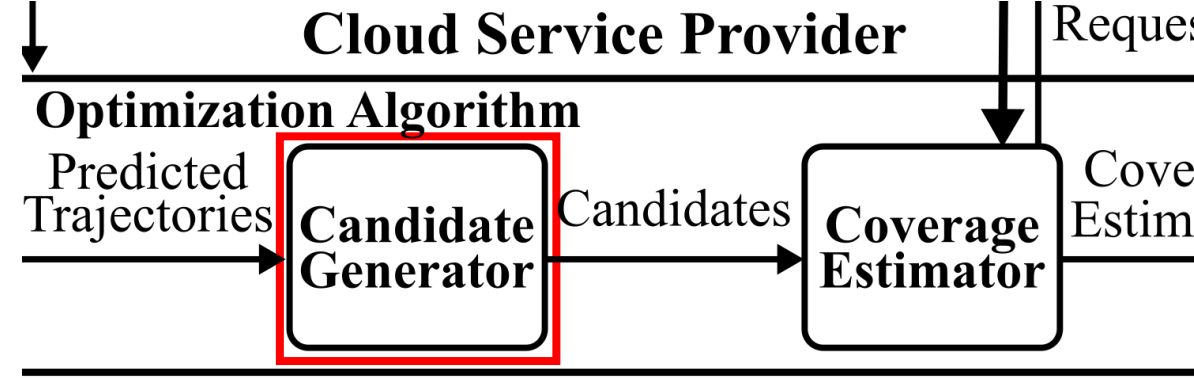 Cloud Service Provider
Optimization Algorithm
Predicted
Trajectories
Candidate
Generator
Candidates
Coverage
Estimator